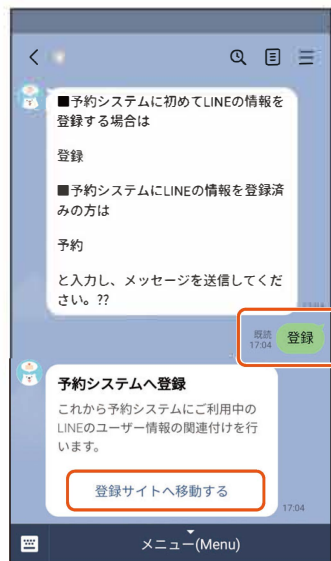 ■予約システムに初めてLINEの情報を
登録する場合は
登録
■予約システムにLINEの情報を登録済
みの方は
予約
と入力し、メッセージを送信してくだ
さい。??
既読
17:04
登録
予約システムへ登録
これから予約システムにご利用中の
LINEのユーザー情報の関連付けを行
います。
登録サイトへ移動する
17:04
メニュー(Menu)